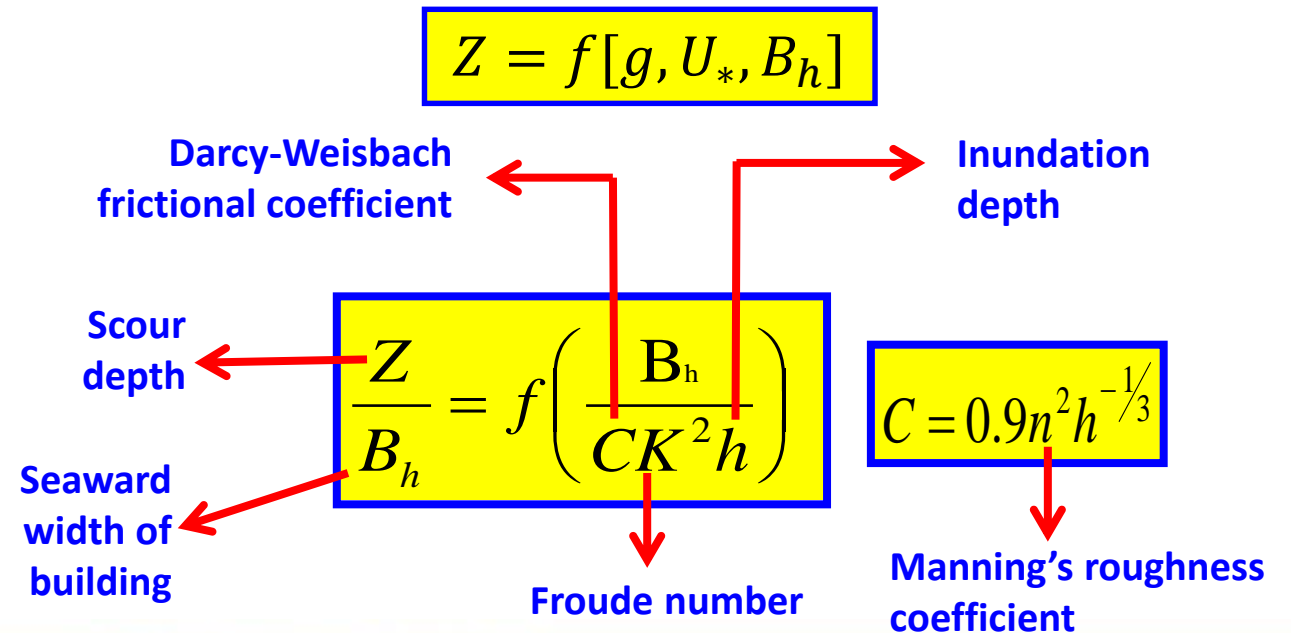 Z = f[g, U∗, Bₕ]
Darcy-Weisbach
frictional coefficient
Inundation
depth
Scour
depth
Z/Bₕ = f(Bₕ/(CK²h))
C = 0.9n²h^(-1/3)
Seaward
width of
building
Froude number
Manning’s roughness
coefficient